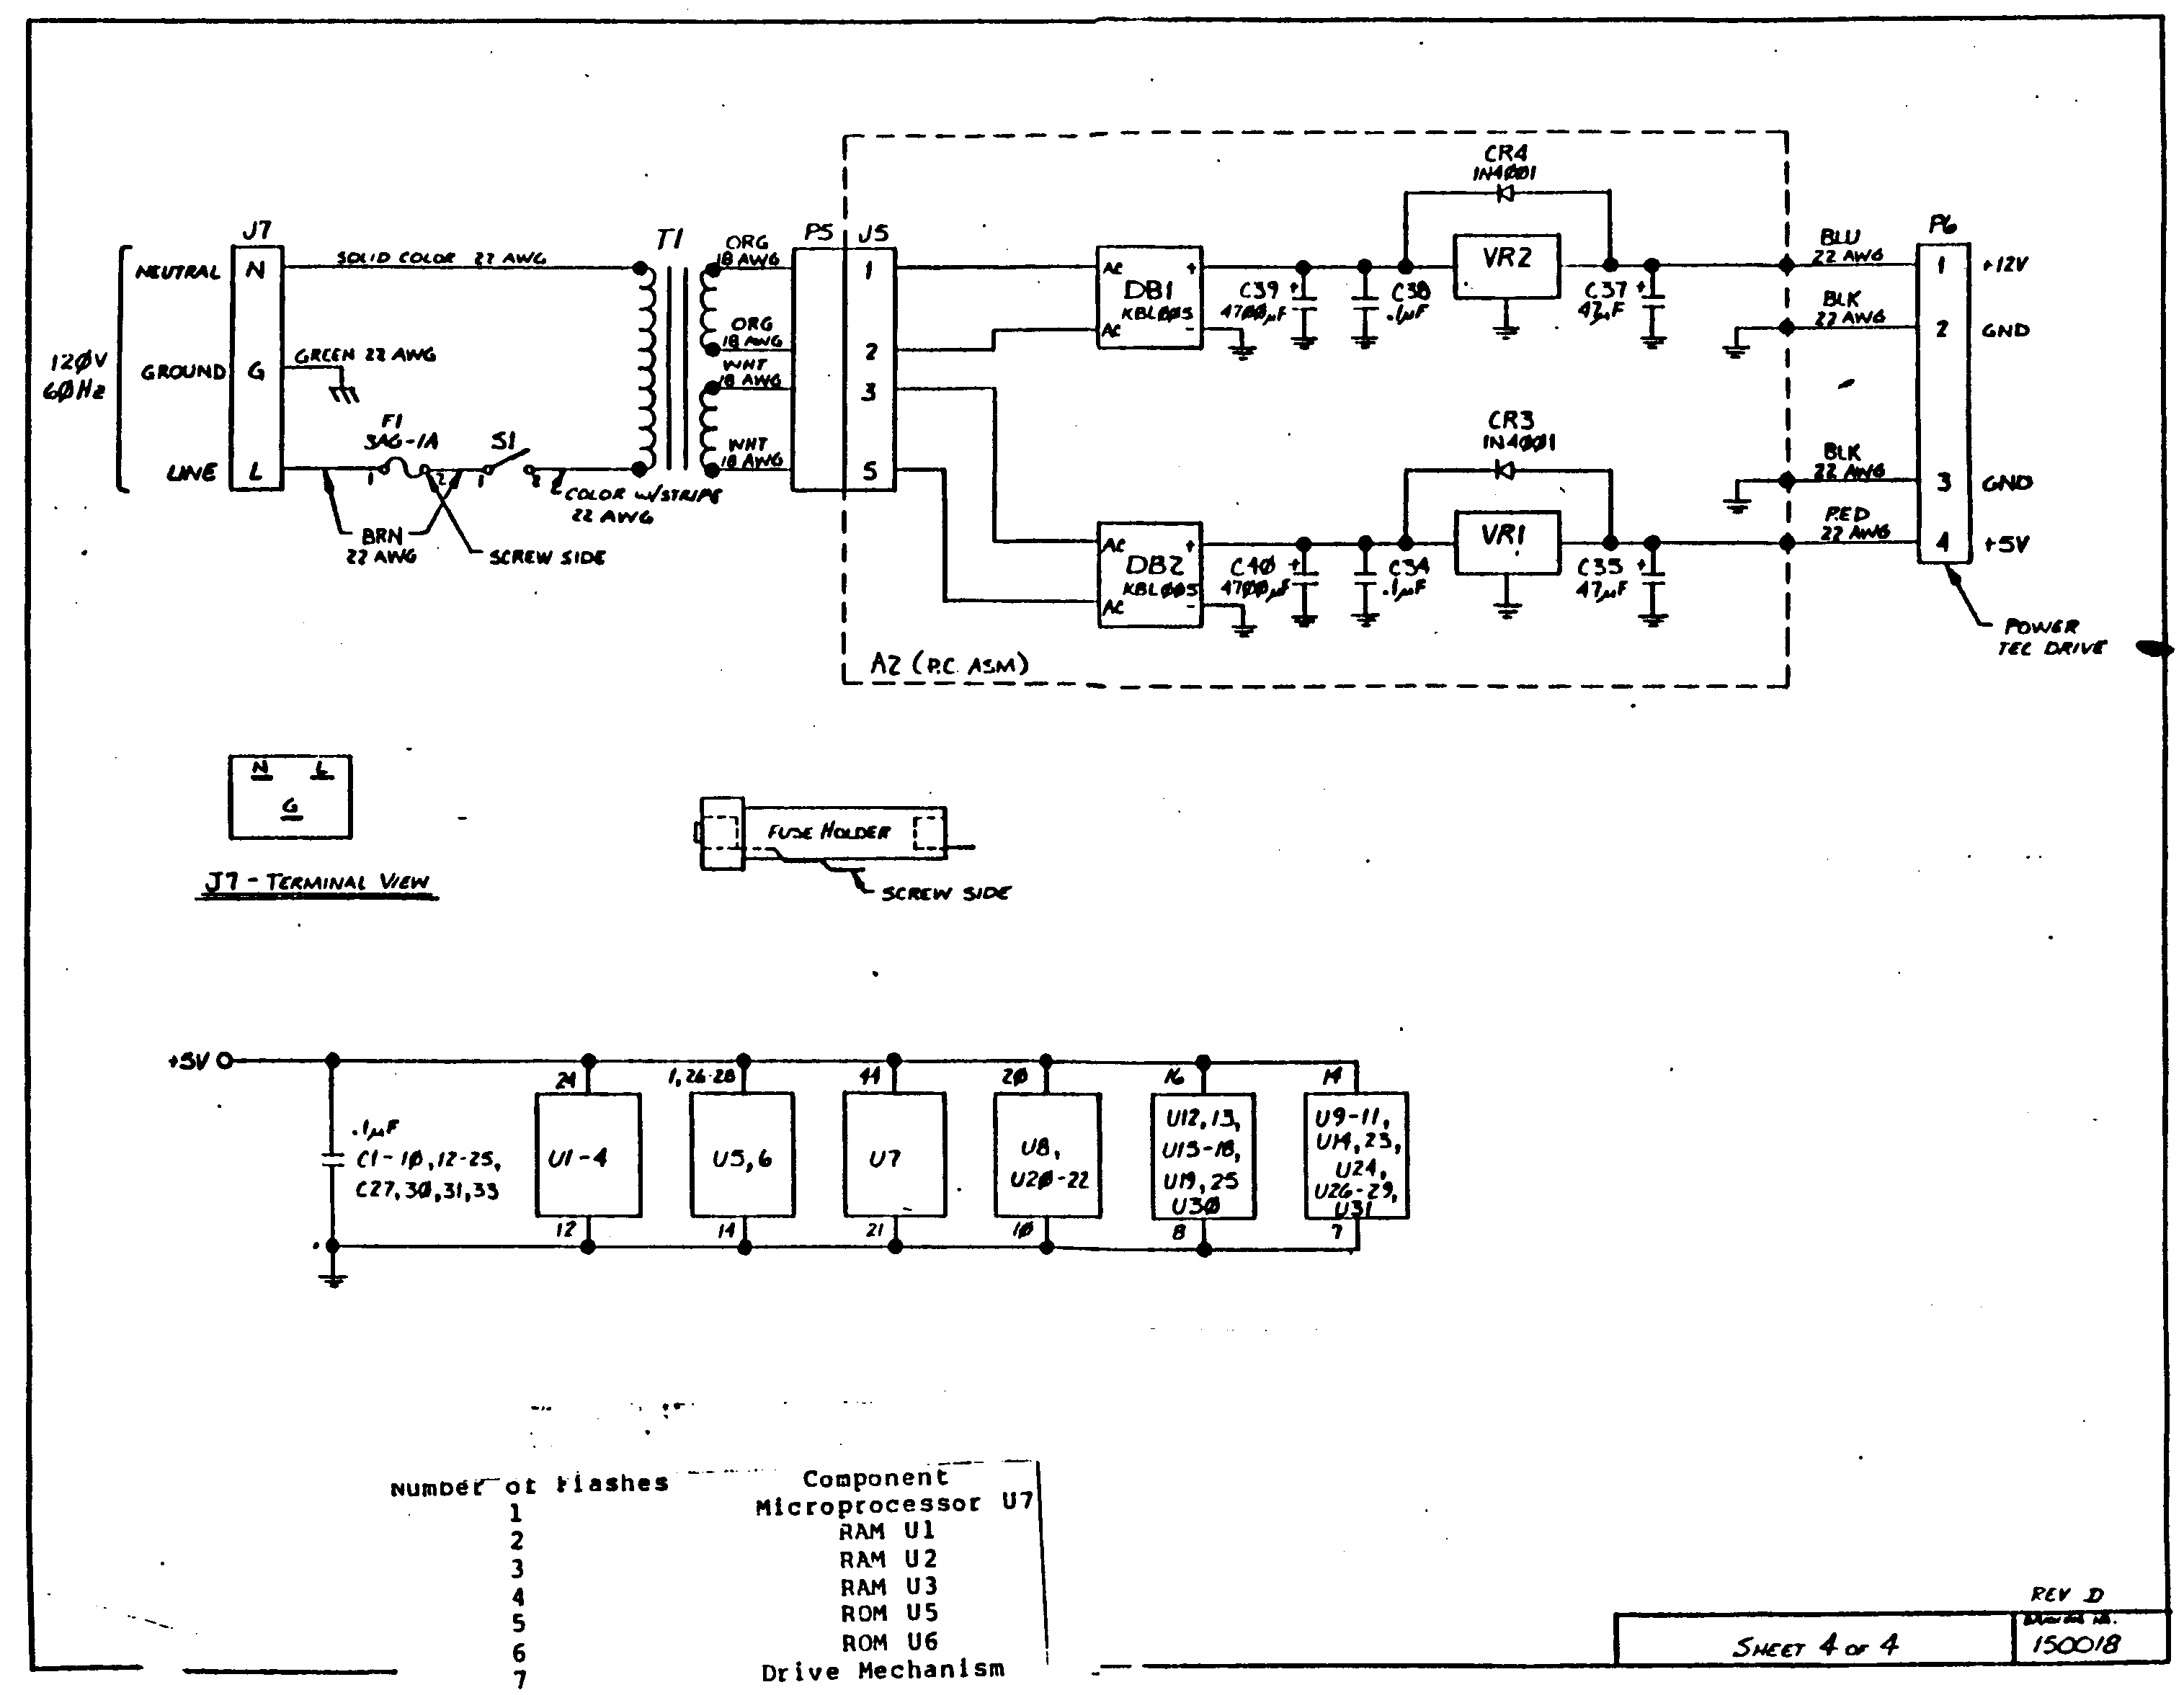 J7
NEUTRAL
N
SOLID COLOR 22 AWG
T1
ORG
18 AWG
ORG
18 AWG
WHT
18 AWG
WHT
18 AWG
P5
J5
1
2
3
5
120V
60Hz
GROUND
G
GREEN 22 AWG
LINE
L
F1
3AG-1A
1
2
S1
1
2
COLOR W/STRIPE
22 AWG
BRN
22 AWG
SCREW SIDE
A2 (P.C. ASM)
AC
+
DB1
KBL005
AC
-
C39
4700µF
+
C38
.1µF
CR4
1N4001
VR2
C37
47µF
+
BLU
22 AWG
BLK
22 AWG
P6
1
+12V
2
GND
AC
+
DB2
KBL005
AC
-
C40
4700µF
+
C34
.1µF
CR3
1N4001
VR1
C35
47µF
+
BLK
22 AWG
RED
22 AWG
3
GND
4
+5V
POWER
TEC DRIVE
N
L
G
J7 - TERMINAL VIEW
FUSE HOLDER
SCREW SIDE
+5V
.1µF
C1-10,12-25,
C27,30,31,33
24
U1-4
12
1,26-28
U5,6
14
44
U7
21
20
U8,
U20-22
10
16
U12,13,
U15-18,
U19,25
U30
8
14
U9-11,
U14,23,
U24,
U26-29,
U31
7
Number of Flashes Component
1 Microprocessor U7
2 RAM U1
3 RAM U2
4 RAM U3
5 ROM U5
6 ROM U6
7 Drive Mechanism
REV D
SHEET 4 OF 4
150018